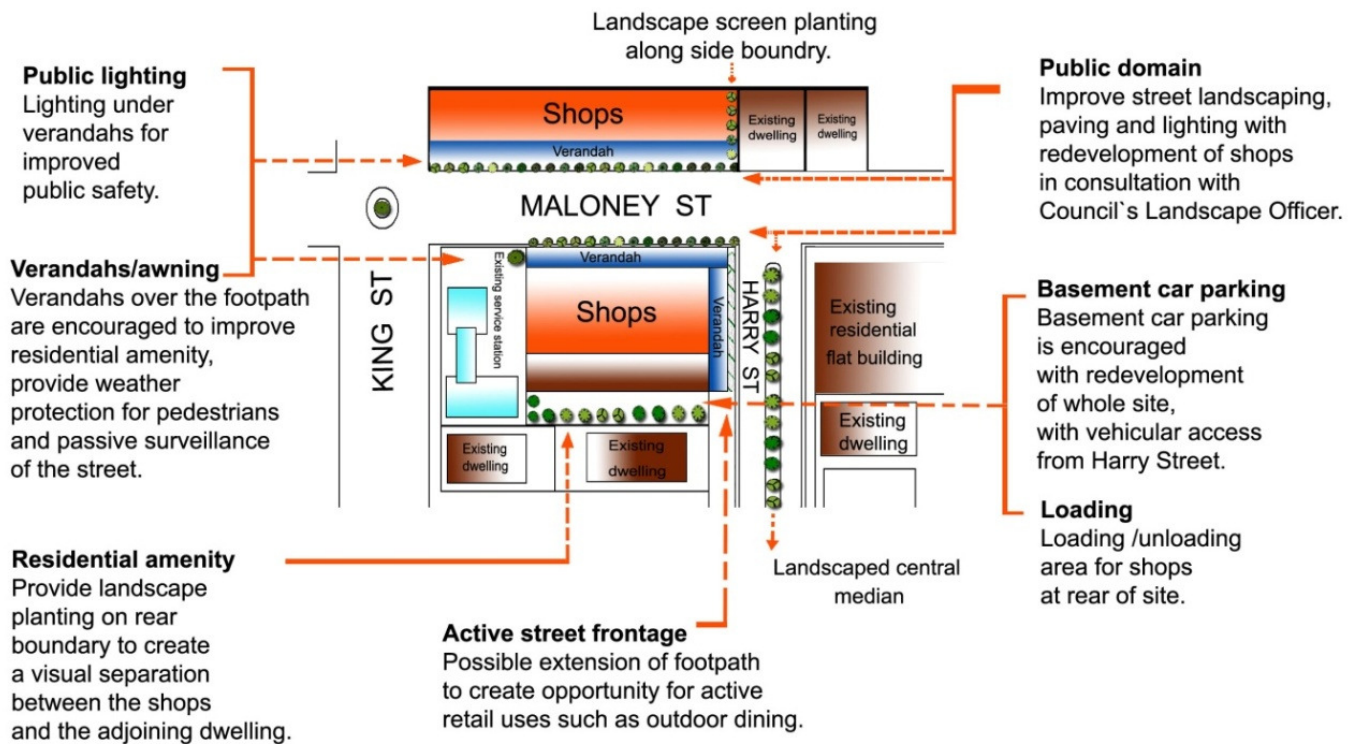 Landscape screen planting
along side boundry.
Public lighting
Lighting under
verandahs for
improved
public safety.
Verandahs/awning
Verandahs over the footpath
are encouraged to improve
residential amenity,
provide weather
protection for pedestrians
and passive surveillance
of the street.
Residential amenity
Provide landscape
planting on rear
boundary to create
a visual separation
between the shops
and the adjoining dwelling.
Shops
Verandah
Existing
dwelling
Existing
dwelling
MALONEY ST
KING ST
Existing service station
Verandah
Shops
Verandah
HARRY ST
Existing
residential
flat building
Existing
dwelling
Existing
dwelling
Existing
dwelling
Landscaped central
median
Active street frontage
Possible extension of footpath
to create opportunity for active
retail uses such as outdoor dining.
Public domain
Improve street landscaping,
paving and lighting with
redevelopment of shops
in consultation with
Council`s Landscape Officer.
Basement car parking
Basement car parking
is encouraged
with redevelopment
of whole site,
with vehicular access
from Harry Street.
Loading
Loading /unloading
area for shops
at rear of site.